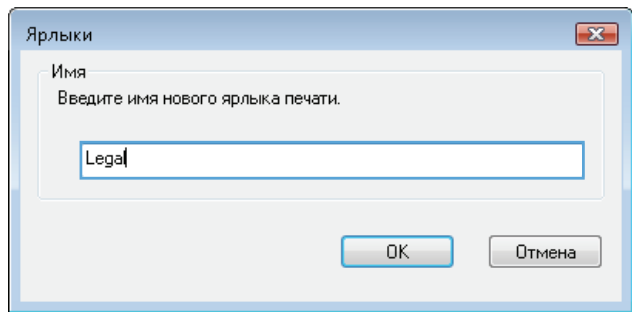 Ярлыки
Имя
Введите имя нового ярлыка печати.
Legal
OK
Отмена